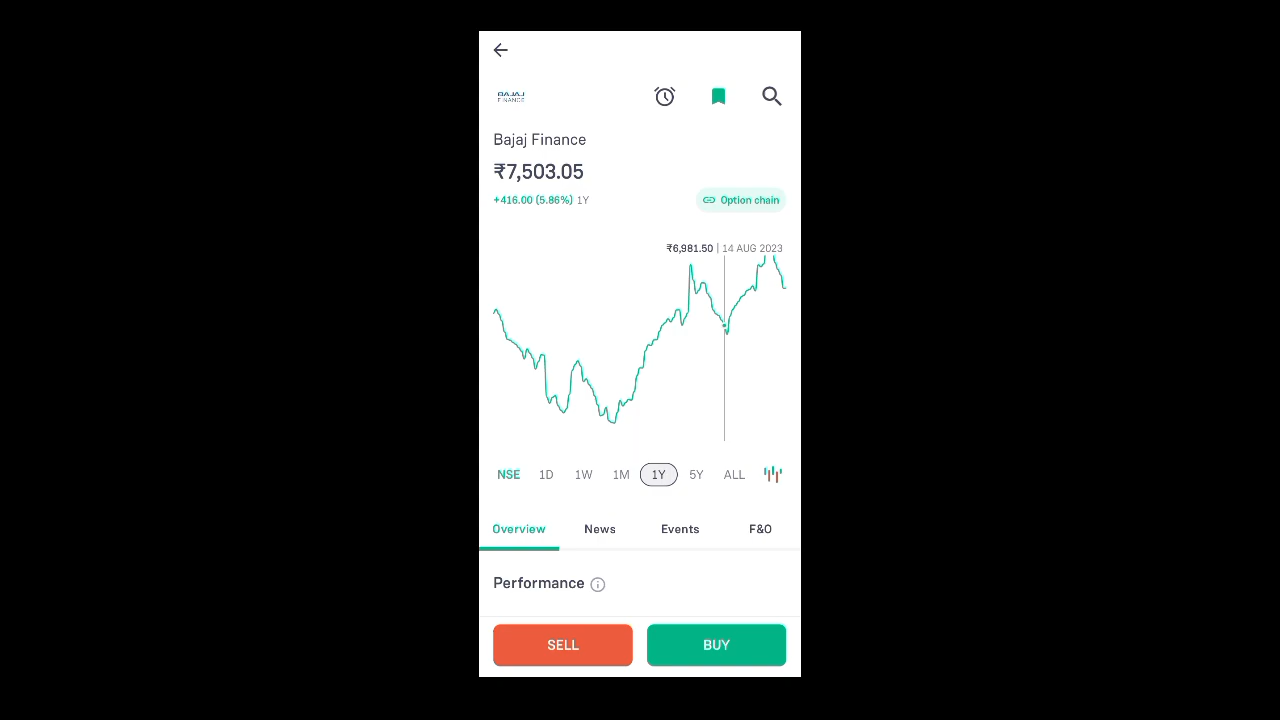 BAJAJ
FINANCE
Bajaj Finance
₹7,503.05
+416.00 (5.86%) 1Y
Option chain
₹6,981.50 | 14 AUG 2023
NSE 1D 1W 1M 1Y 5Y ALL
Overview News Events F&O
Performance
SELL BUY